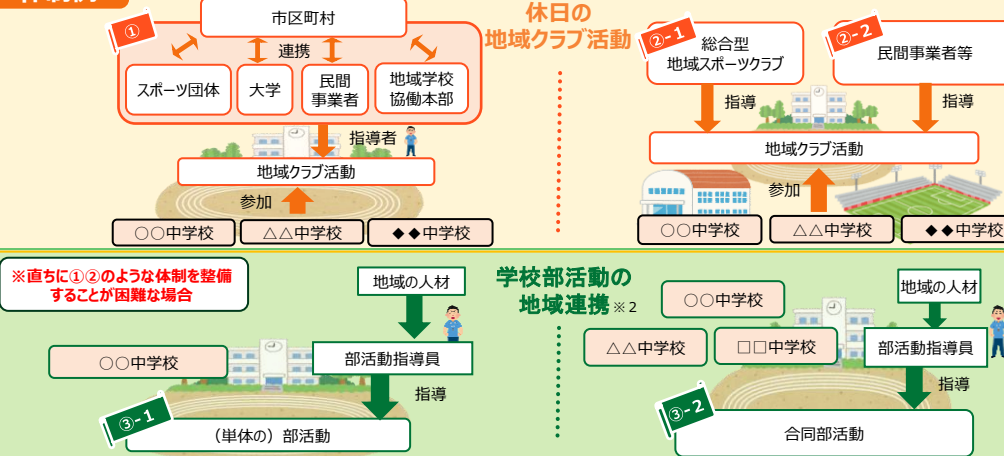 市区町村
①
連携
スポーツ団体
大学
民間
事業者
地域学校
協働本部
指導者
地域クラブ活動
参加
○○中学校
△△中学校
◆◆中学校
休日の
地域クラブ活動
②-1
総合型
地域スポーツクラブ
②-2
民間事業者等
指導
指導
地域クラブ活動
参加
○○中学校
△△中学校
◆◆中学校
※直ちに①②のような体制を整備
することが困難な場合
学校部活動の
地域連携※2
地域の人材
○○中学校
部活動指導員
指導
③-1
（単体の）部活動
地域の人材
○○中学校
△△中学校
□□中学校
部活動指導員
指導
③-2
合同部活動